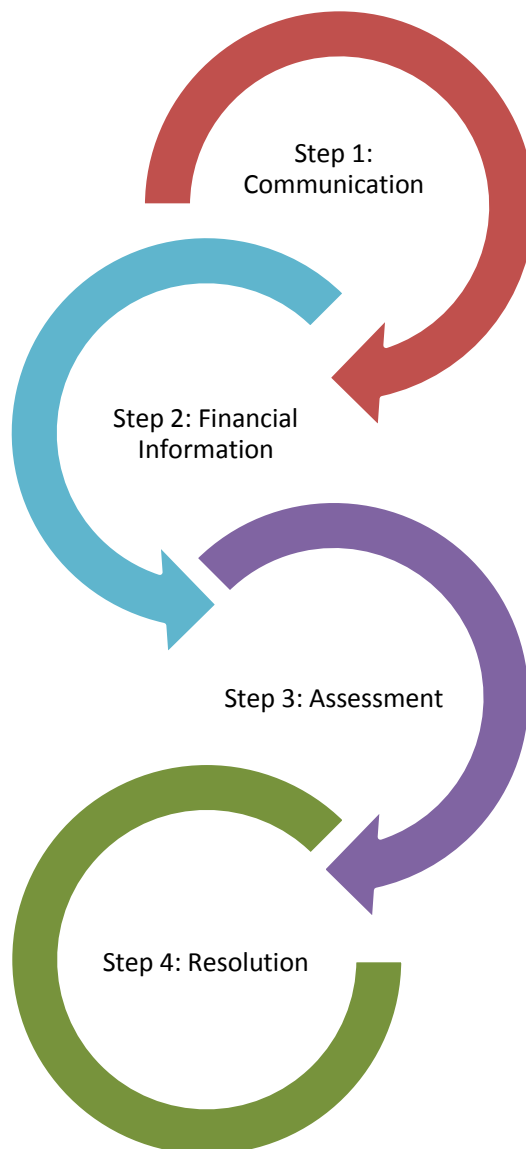 Step 1:
Communication
Step 2: Financial
Information
Step 3: Assessment
Step 4: Resolution